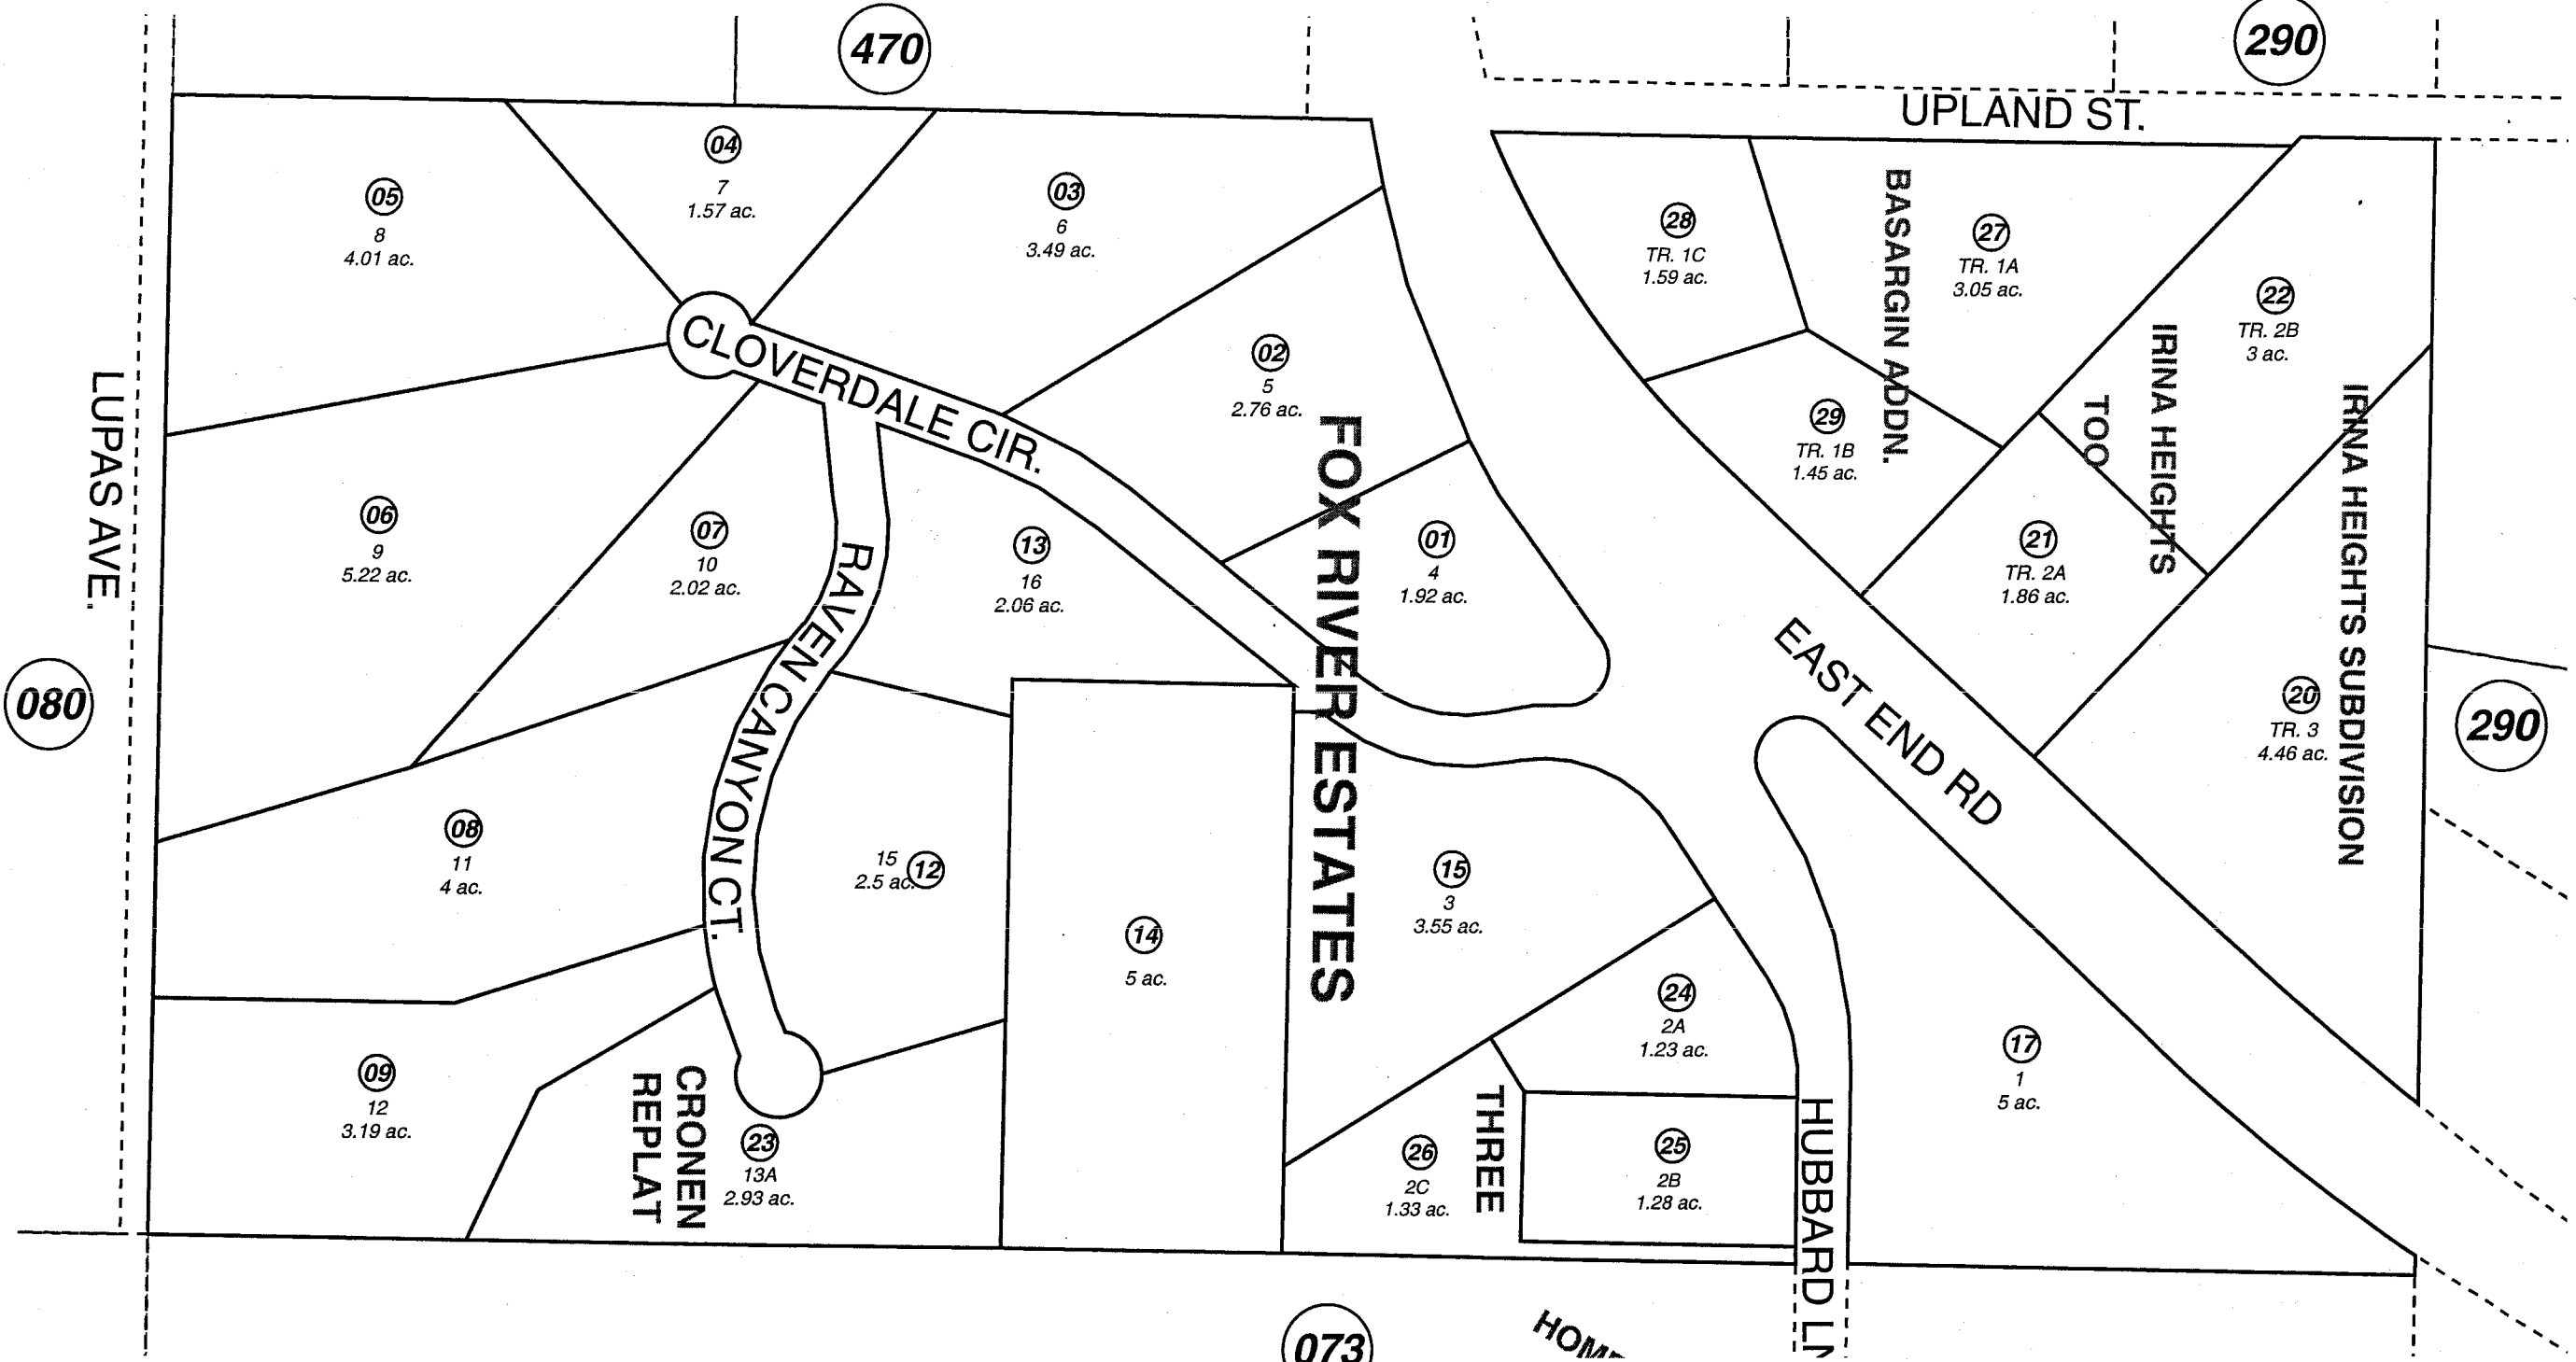 470
290
UPLAND ST.
05
8
4.01 ac.
04
7
1.57 ac.
03
6
3.49 ac.
02
5
2.76 ac.
28
TR. 1C
1.59 ac.
BASARGIN ADDN.
27
TR. 1A
3.05 ac.
22
TR. 2B
3 ac.
29
TR. 1B
1.45 ac.
IRINA HEIGHTS
TOO
IRINA HEIGHTS SUBDIVISION
CLOVERDALE CIR.
LUPAS AVE.
06
9
5.22 ac.
07
10
2.02 ac.
RAVEN CANYON CT.
13
16
2.06 ac.
FOX RIVER ESTATES
01
4
1.92 ac.
21
TR. 2A
1.86 ac.
EAST END RD
20
TR. 3
4.46 ac.
080
290
08
11
4 ac.
15
2.5 ac.
12
14
5 ac.
15
3
3.55 ac.
24
2A
1.23 ac.
17
1
5 ac.
09
12
3.19 ac.
CRONEN
REPLAT
23
13A
2.93 ac.
26
2C
1.33 ac.
THREE
25
2B
1.28 ac.
HUBBARD
073